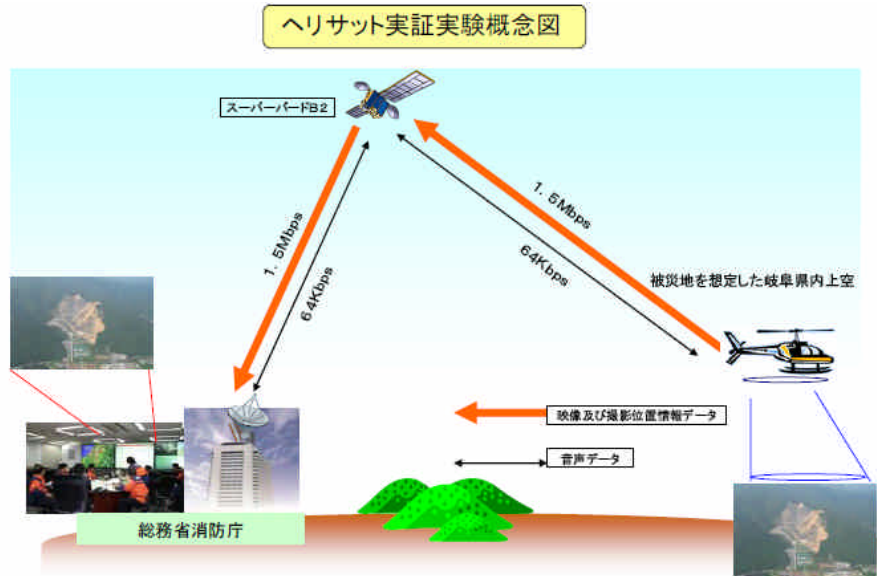 ヘリサット実証実験概念図
スーパーバードB2
1．5Mbps
64Kbps
1．5Mbps
64Kbps
被災地を想定した岐阜県内上空
映像及び撮影位置情報データ
音声データ
総務省消防庁